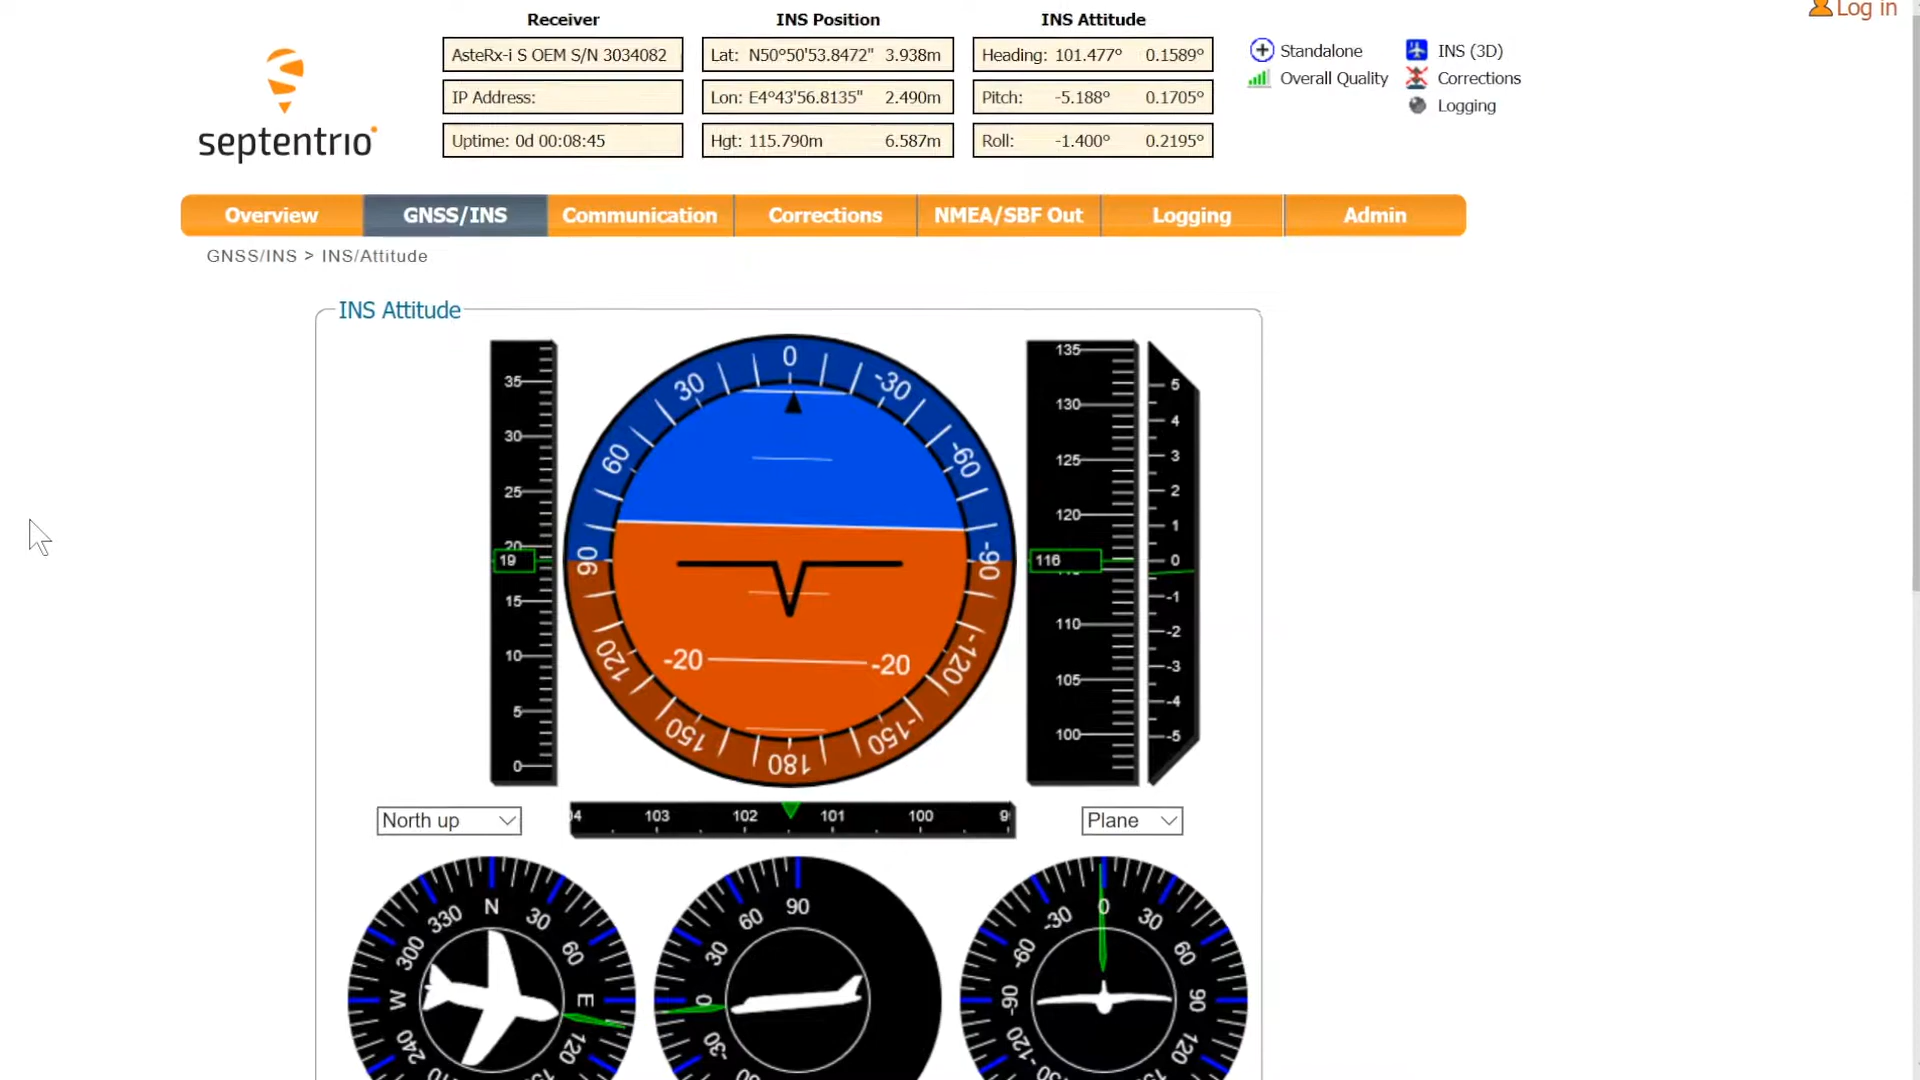 Log in
Receiver
INS Position
INS Attitude
AsteRx-i S OEM S/N 3034082
Lat: N50°50'53.8472" 3.938m
Heading: 101.477° 0.1589°
IP Address:
Lon: E4°43'56.8135" 2.490m
Pitch: -5.188° 0.1705°
Uptime: 0d 00:08:45
Hgt: 115.790m 6.587m
Roll: -1.400° 0.2195°
Standalone
INS (3D)
Overall Quality
Corrections
Logging
septentrio
Overview GNSS/INS Communication Corrections NMEA/SBF Out Logging Admin
GNSS/INS > INS/Attitude
INS Attitude
35
30
25
20
19
15
10
5
0
0
30
-30
60
-60
90
-90
120
-120
150
-150
180
-20 -20
135
130
125
120
116
110
105
100
5
4
3
2
1
0
-1
-2
-3
-4
-5
North up
103 102 101 100
Plane
N
330 30
300 60
W E
240 120
90
60
30
0
-30
0
-30 30
-60 60
-90 90
-120 120